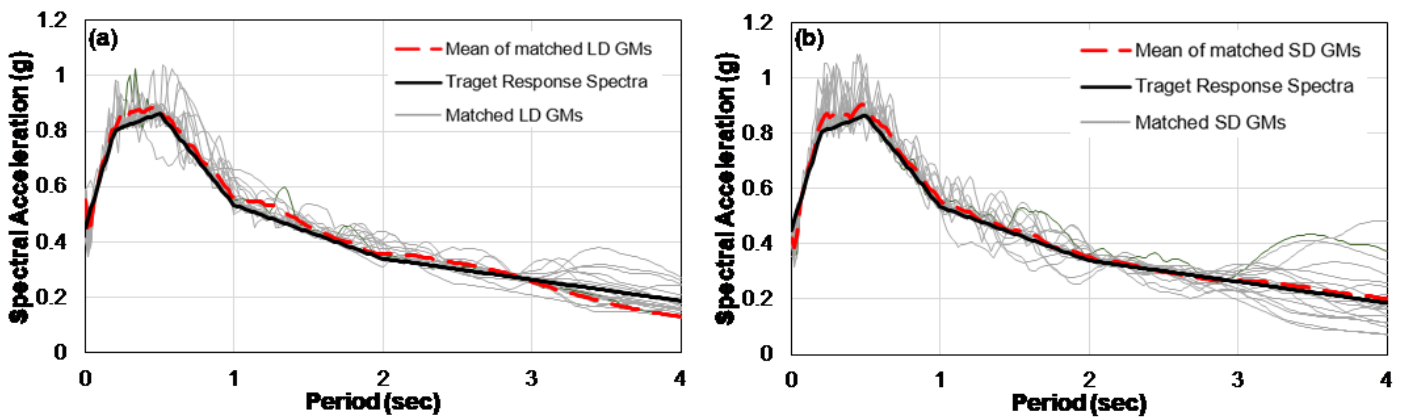 (a)
Mean of matched LD GMs
Traget Response Spectra
Matched LD GMs
Spectral Acceleration (g)
1.2
1
0.8
0.6
0.4
0.2
0
0 1 2 3 4
Period (sec)
(b)
Mean of matched SD GMs
Traget Response Spectra
Matched SD GMs
Spectral Acceleration (g)
1.2
1
0.8
0.6
0.4
0.2
0
0 1 2 3 4
Period (sec)